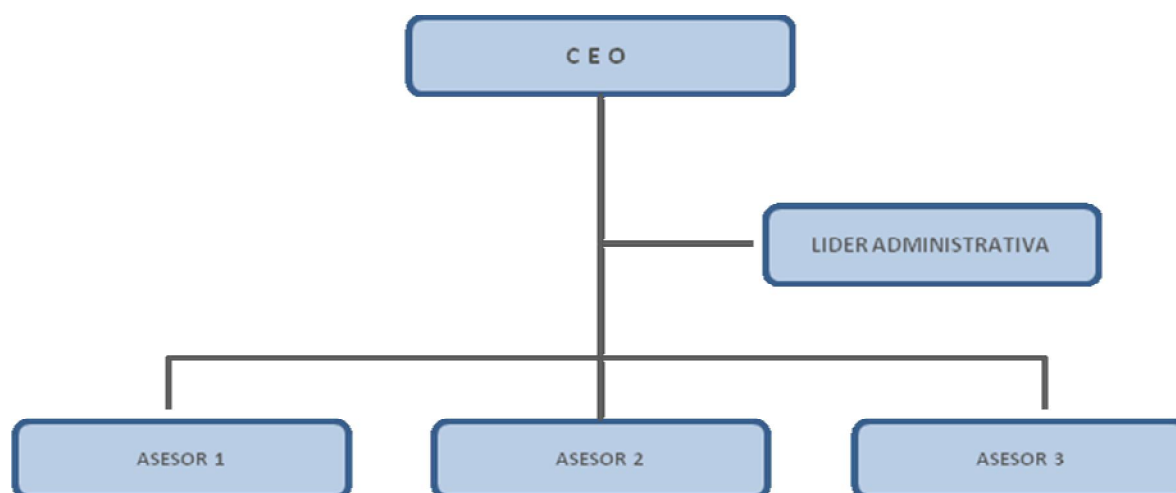 C E O
LIDER ADMINISTRATIVA
ASESOR 1
ASESOR 2
ASESOR 3